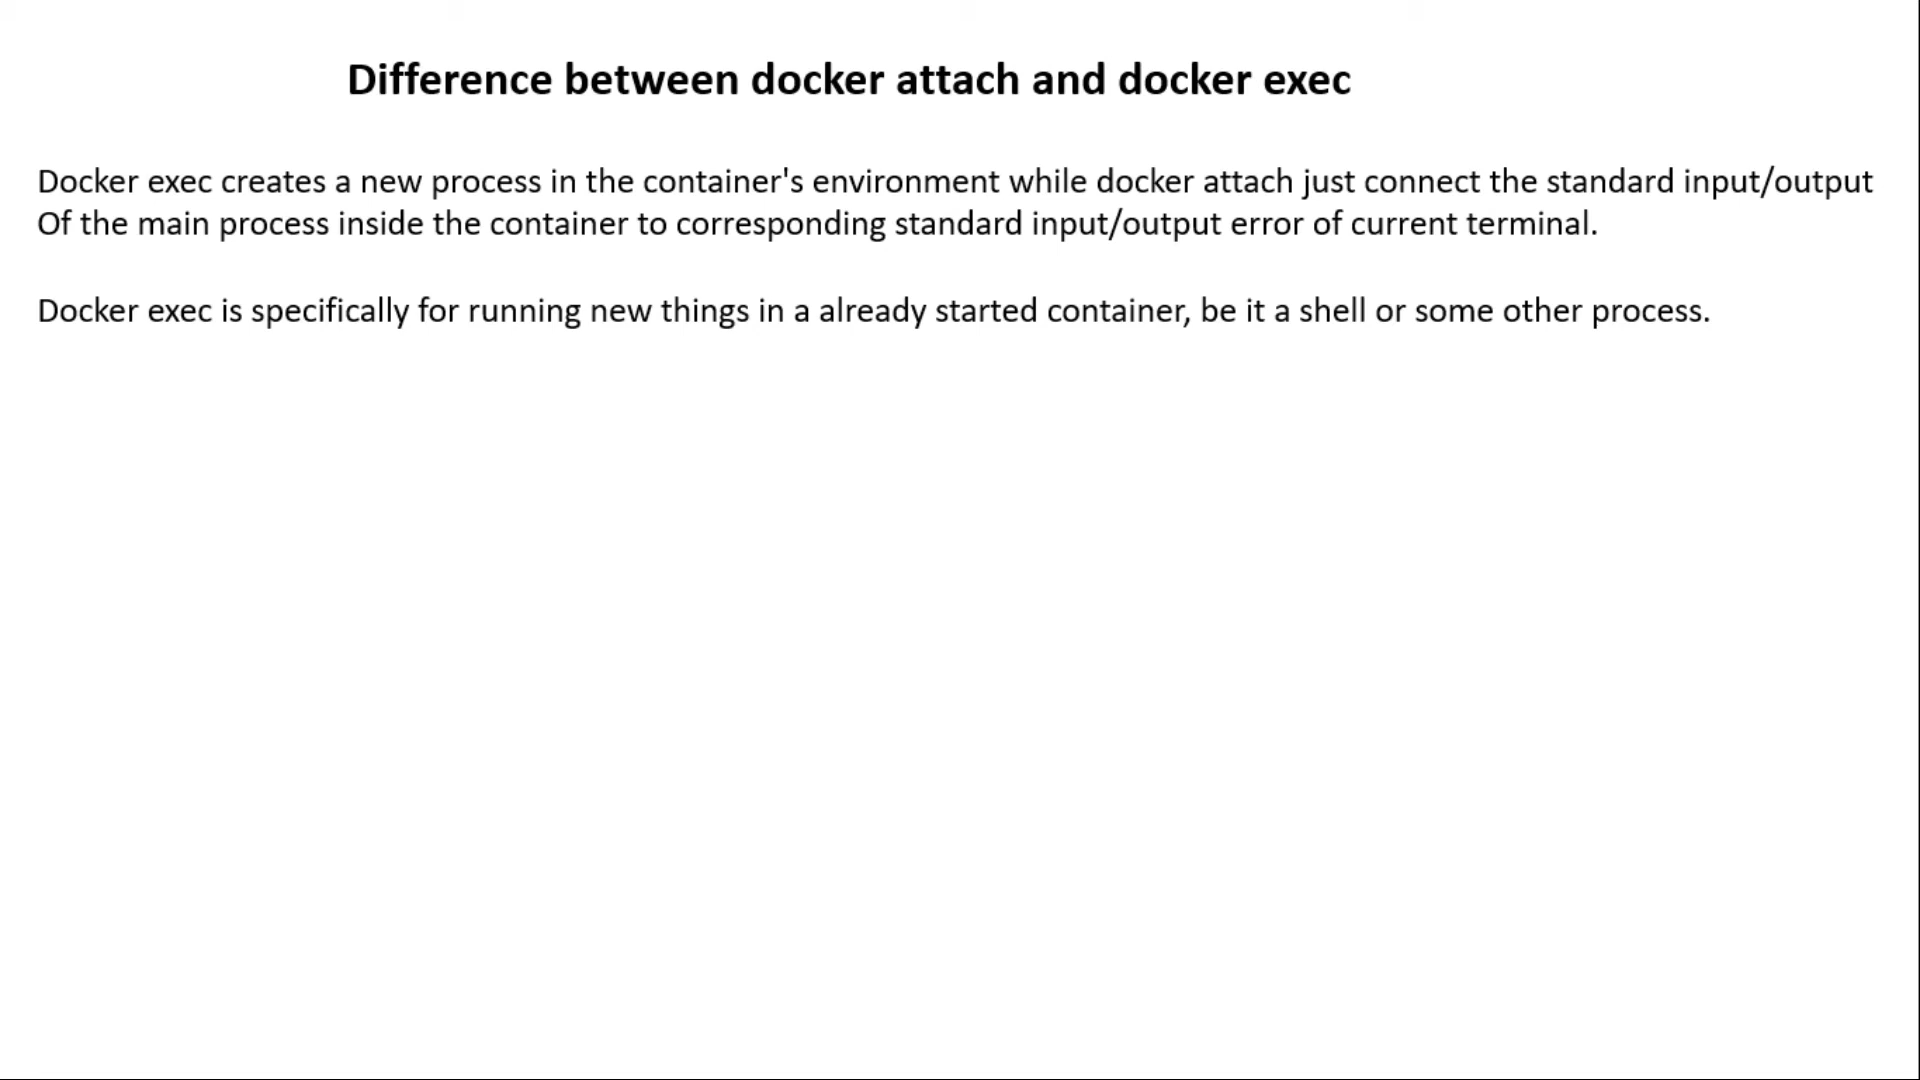 Difference between docker attach and docker exec
Docker exec creates a new process in the container's environment while docker attach just connect the standard input/output
Of the main process inside the container to corresponding standard input/output error of current terminal.
Docker exec is specifically for running new things in a already started container, be it a shell or some other process.